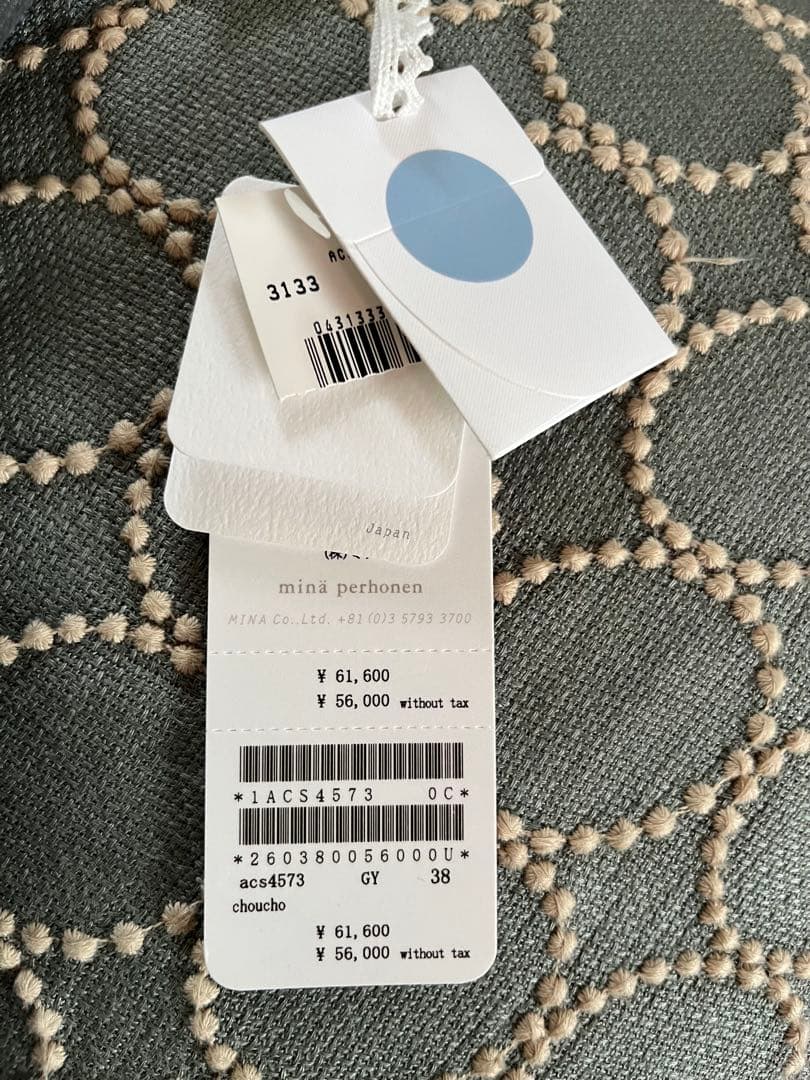 AC
3133
0431333
Japan
minä perhonen
MINA Co.,Ltd. +81(0)3 5793 3700
¥ 61,600
¥ 56,000 without tax
*1ACS4573 0C*
*260380056000U*
acs4573 GY 38
choucho
¥ 61,600
¥ 56,000 without tax